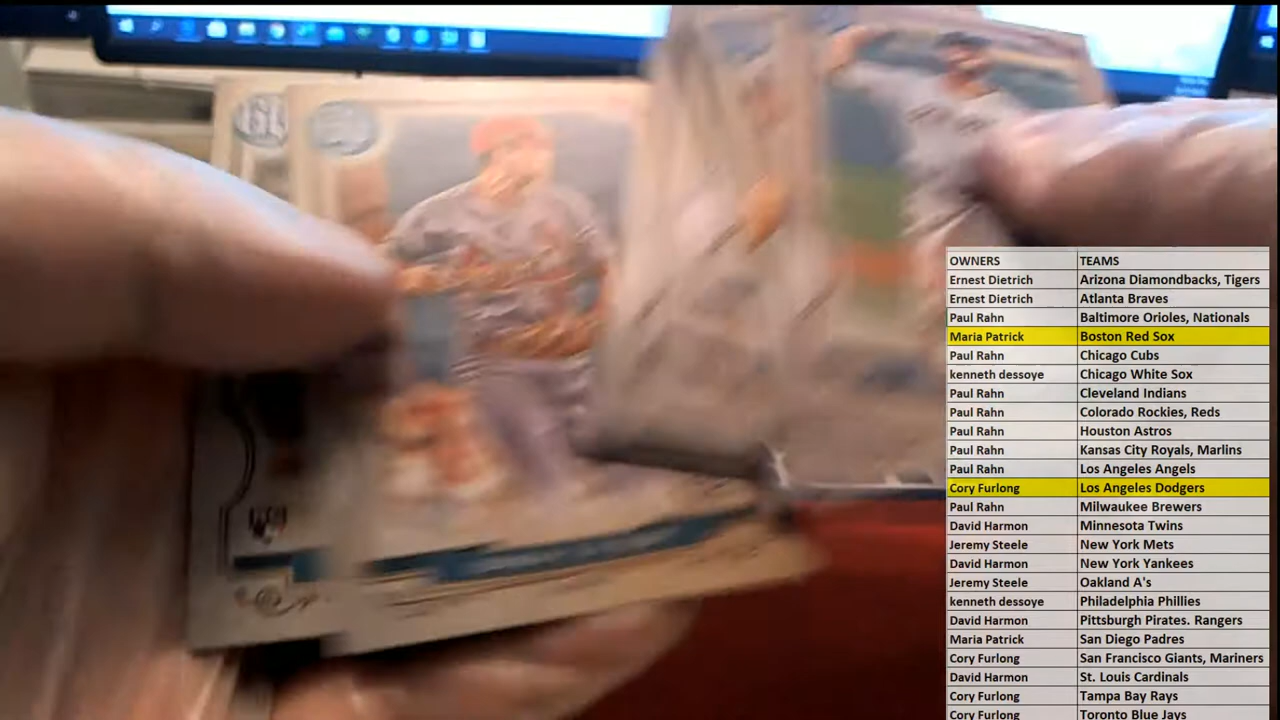 OWNERS TEAMS
Ernest Dietrich Arizona Diamondbacks, Tigers
Ernest Dietrich Atlanta Braves
Paul Rahn Baltimore Orioles, Nationals
Maria Patrick Boston Red Sox
Paul Rahn Chicago Cubs
kenneth dessoye Chicago White Sox
Paul Rahn Cleveland Indians
Paul Rahn Colorado Rockies, Reds
Paul Rahn Houston Astros
Paul Rahn Kansas City Royals, Marlins
Paul Rahn Los Angeles Angels
Cory Furlong Los Angeles Dodgers
Paul Rahn Milwaukee Brewers
David Harmon Minnesota Twins
Jeremy Steele New York Mets
David Harmon New York Yankees
Jeremy Steele Oakland A's
kenneth dessoye Philadelphia Phillies
David Harmon Pittsburgh Pirates. Rangers
Maria Patrick San Diego Padres
Cory Furlong San Francisco Giants, Mariners
David Harmon St. Louis Cardinals
Cory Furlong Tampa Bay Rays
Cory Furlong Toronto Blue Jays